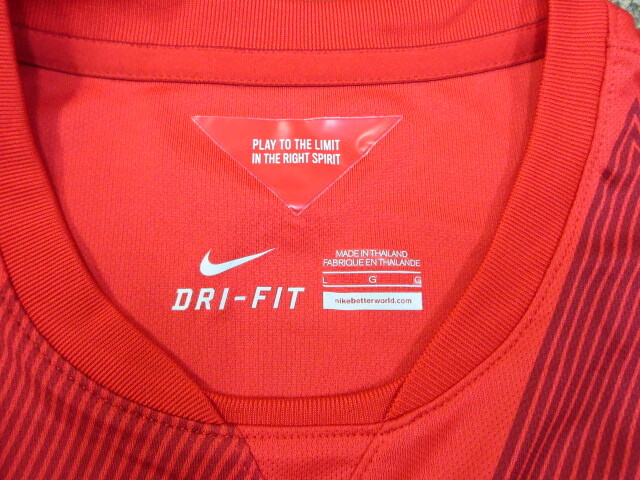 PLAY TO THE LIMIT
IN THE RIGHT SPIRIT
DRI-FIT
MADE IN THAILAND
FABRIQUE EN THAILANDE
L G G
nikebetterworld.com